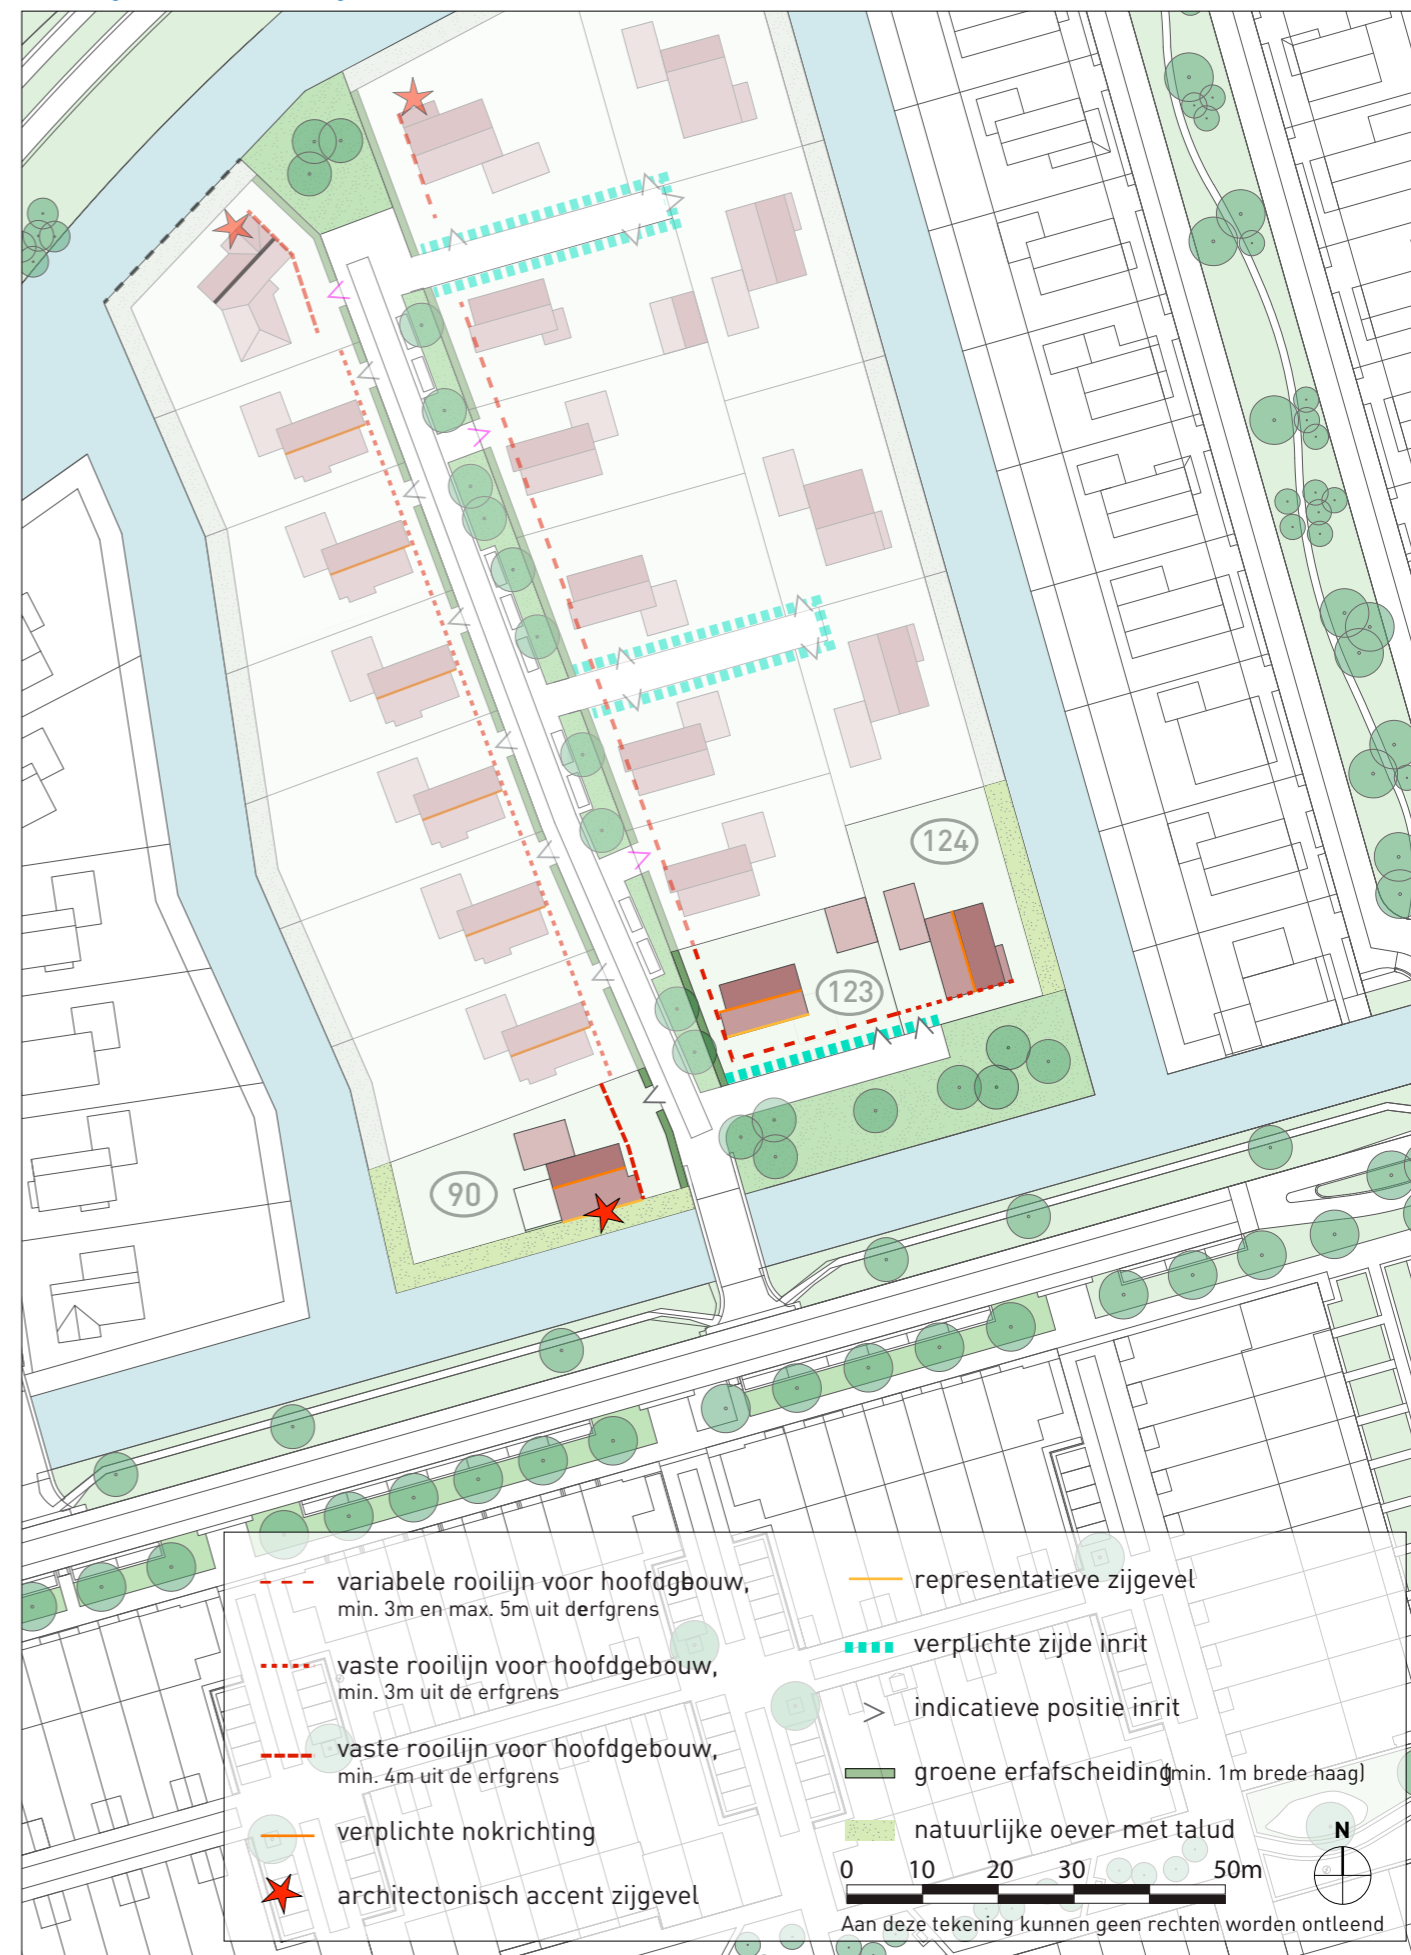 124
123
90
variabele rooilijn voor hoofdgebouw,
min. 3m en max. 5m uit de erfgrens
vaste rooilijn voor hoofdgebouw,
min. 3m uit de erfgrens
vaste rooilijn voor hoofdgebouw,
min. 4m uit de erfgrens
verplichte nokrichting
architectonisch accent zijgevel
representatieve zijgevel
verplichte zijde inrit
indicatieve positie inrit
groene erfafscheiding (min. 1m brede haag)
natuurlijke oever met talud
N
0 10 20 30 50m
Aan deze tekening kunnen geen rechten worden ontleend